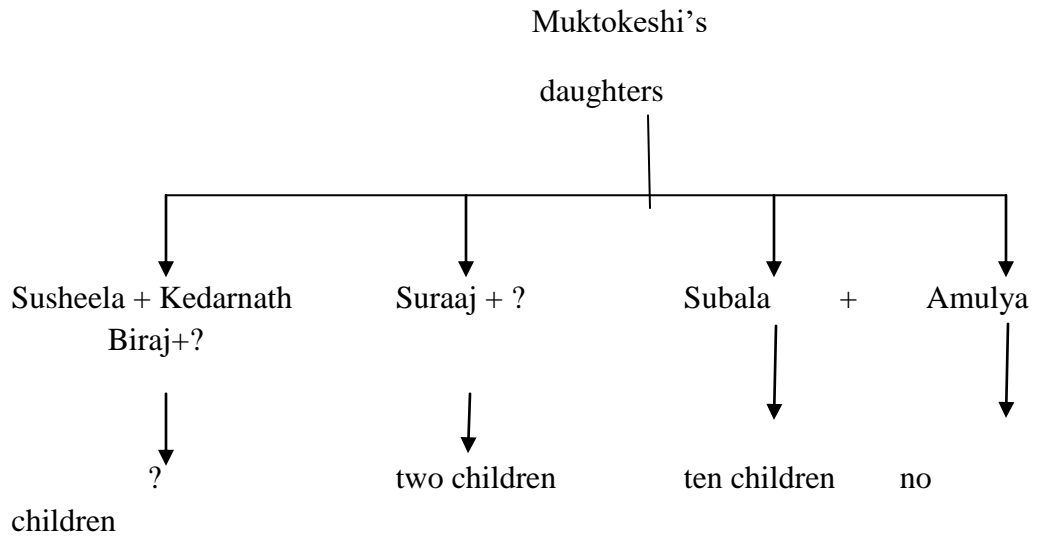 Muktokeshi’s
daughters
Susheela + Kedarnath Suraaj + ? Subala + Amulya
Biraj+?
? two children ten children no
children